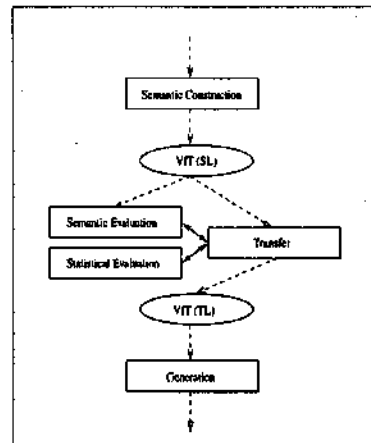 Semantic Construction
VIT (SL)
Semantic Evaluation
Transfer
Statistical Evaluation
VIT (TL)
Generation